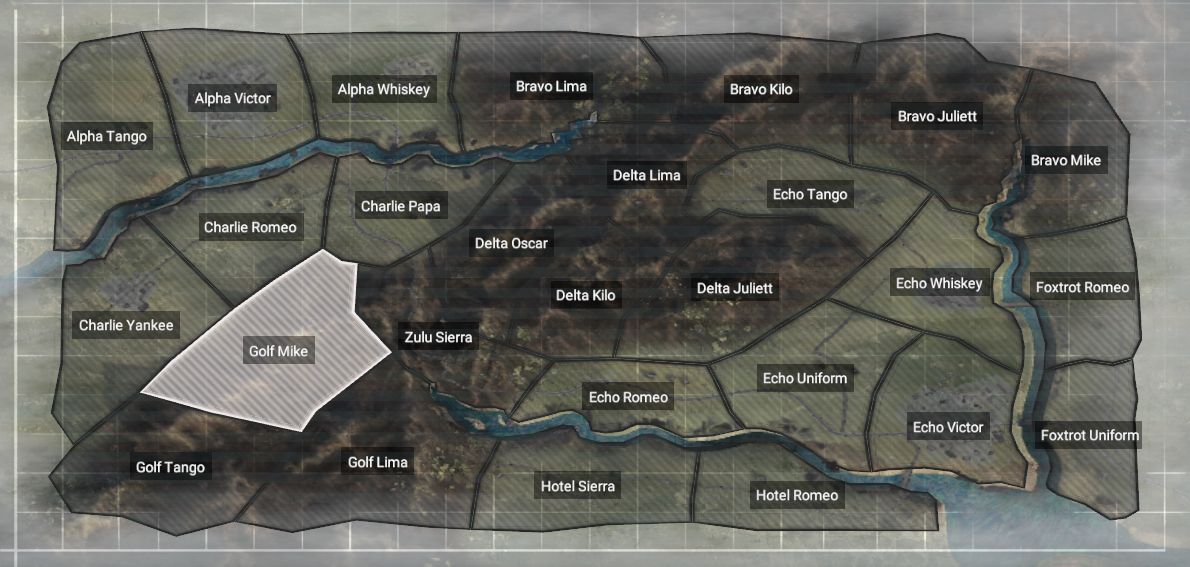 Bravo Lima
Alpha Whiskey
Bravo Kilo
Alpha Victor
Bravo Juliett
Alpha Tango
Bravo Mike
Delta Lima
Echo Tango
Charlie Papa
Charlie Romeo
Delta Oscar
Echo Whiskey
Foxtrot Romeo
Delta Juliett
Delta Kilo
Charlie Yankee
Zulu Sierra
Golf Mike
Echo Uniform
Echo Romeo
Echo Victor
Foxtrot Uniform
Golf Lima
Golf Tango
Hotel Sierra
Hotel Romeo